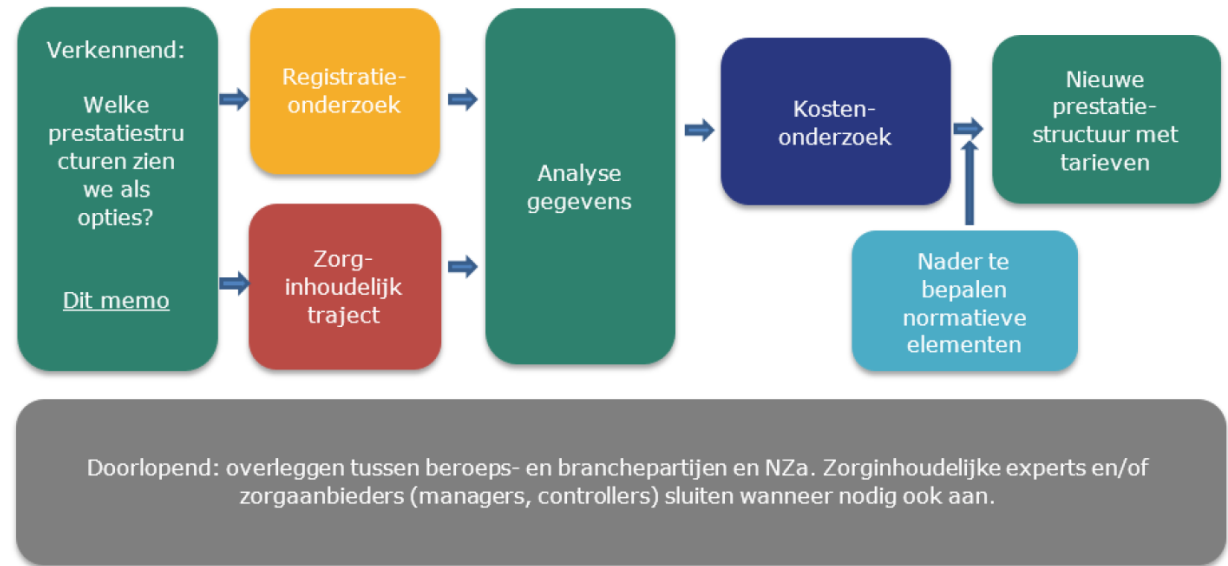 Verkennend:
Welke
prestatiestru
cturen zien
we als
opties?
Dit memo
Registratie-
onderzoek
Zorg-
inhoudelijk
traject
Analyse
gegevens
Kosten-
onderzoek
Nieuwe
prestatie-
structuur met
tarieven
Nader te
bepalen
normatieve
elementen
Doorlopend: overleggen tussen beroeps- en branchepartijen en NZa. Zorginhoudelijke experts en/of
zorgaanbieders (managers, controllers) sluiten wanneer nodig ook aan.